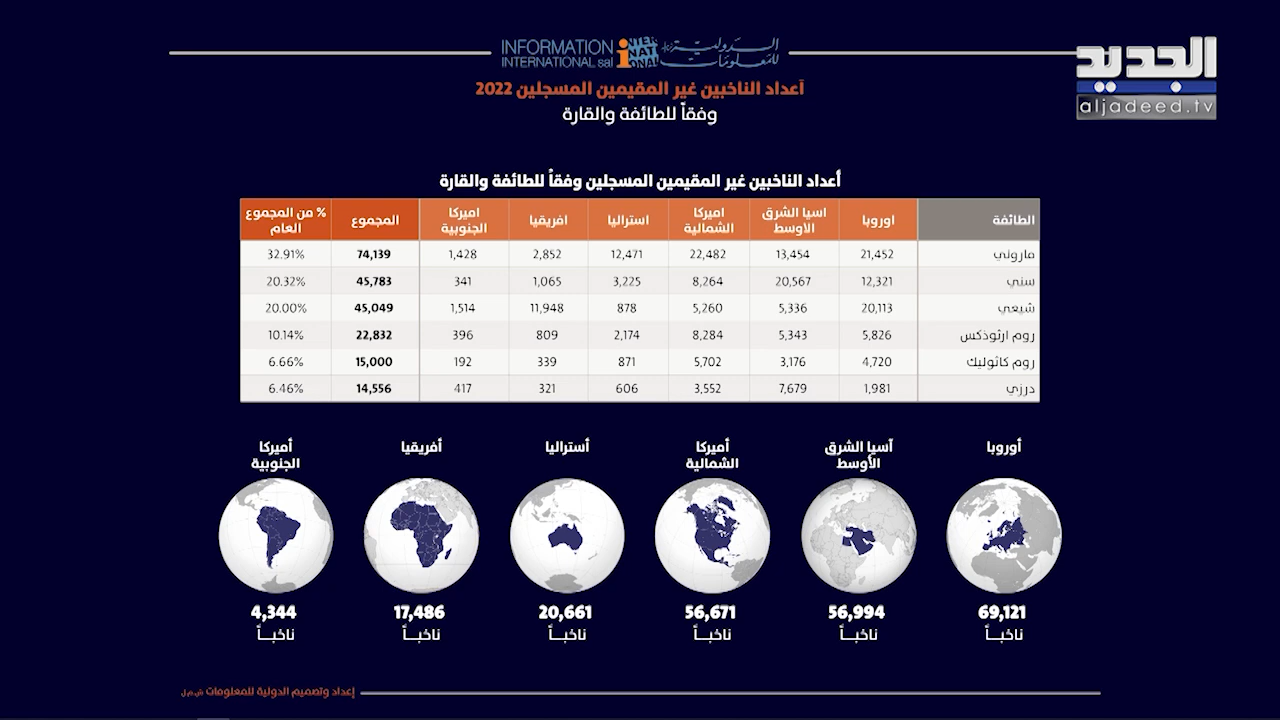 INFORMATION
INTERNATIONAL sal
INTERNATIONAL
الدولية
للمعلومات
الجديد
aljadeed.tv
أعداد الناخبين غير المقيمين المسجلين 2022
وفقاً للطائفة والقارة
أعداد الناخبين غير المقيمين المسجلين وفقاً للطائفة والقارة
الطائفة اوروبا اسيا الشرق الاوسط اميركا الشمالية استراليا افريقيا اميركا الجنوبية المجموع % من المجموع العام
ماروني 21,452 13,454 22,482 12,471 2,852 1,428 74,139 32.91%
سني 12,321 20,567 8,264 3,225 1,065 341 45,783 20.32%
شيعي 20,113 5,336 5,260 878 11,948 1,514 45,049 20.00%
روم ارثوذكس 5,826 5,343 8,284 2,174 809 396 22,832 10.14%
روم كاثوليك 4,720 3,176 5,702 871 339 192 15,000 6.66%
درزي 1,981 7,679 3,552 606 321 417 14,556 6.46%
أوروبا
69,121
ناخبـــاً
آسيا الشرق
الأوسط
56,994
ناخبـــاً
أميركا
الشمالية
56,671
ناخبـــاً
أستراليا
20,661
ناخبـــاً
أفريقيا
17,486
ناخبـــاً
أميركا
الجنوبية
4,344
ناخبـــاً
إعداد وتصميم الدولية للمعلومات ش.م.ل